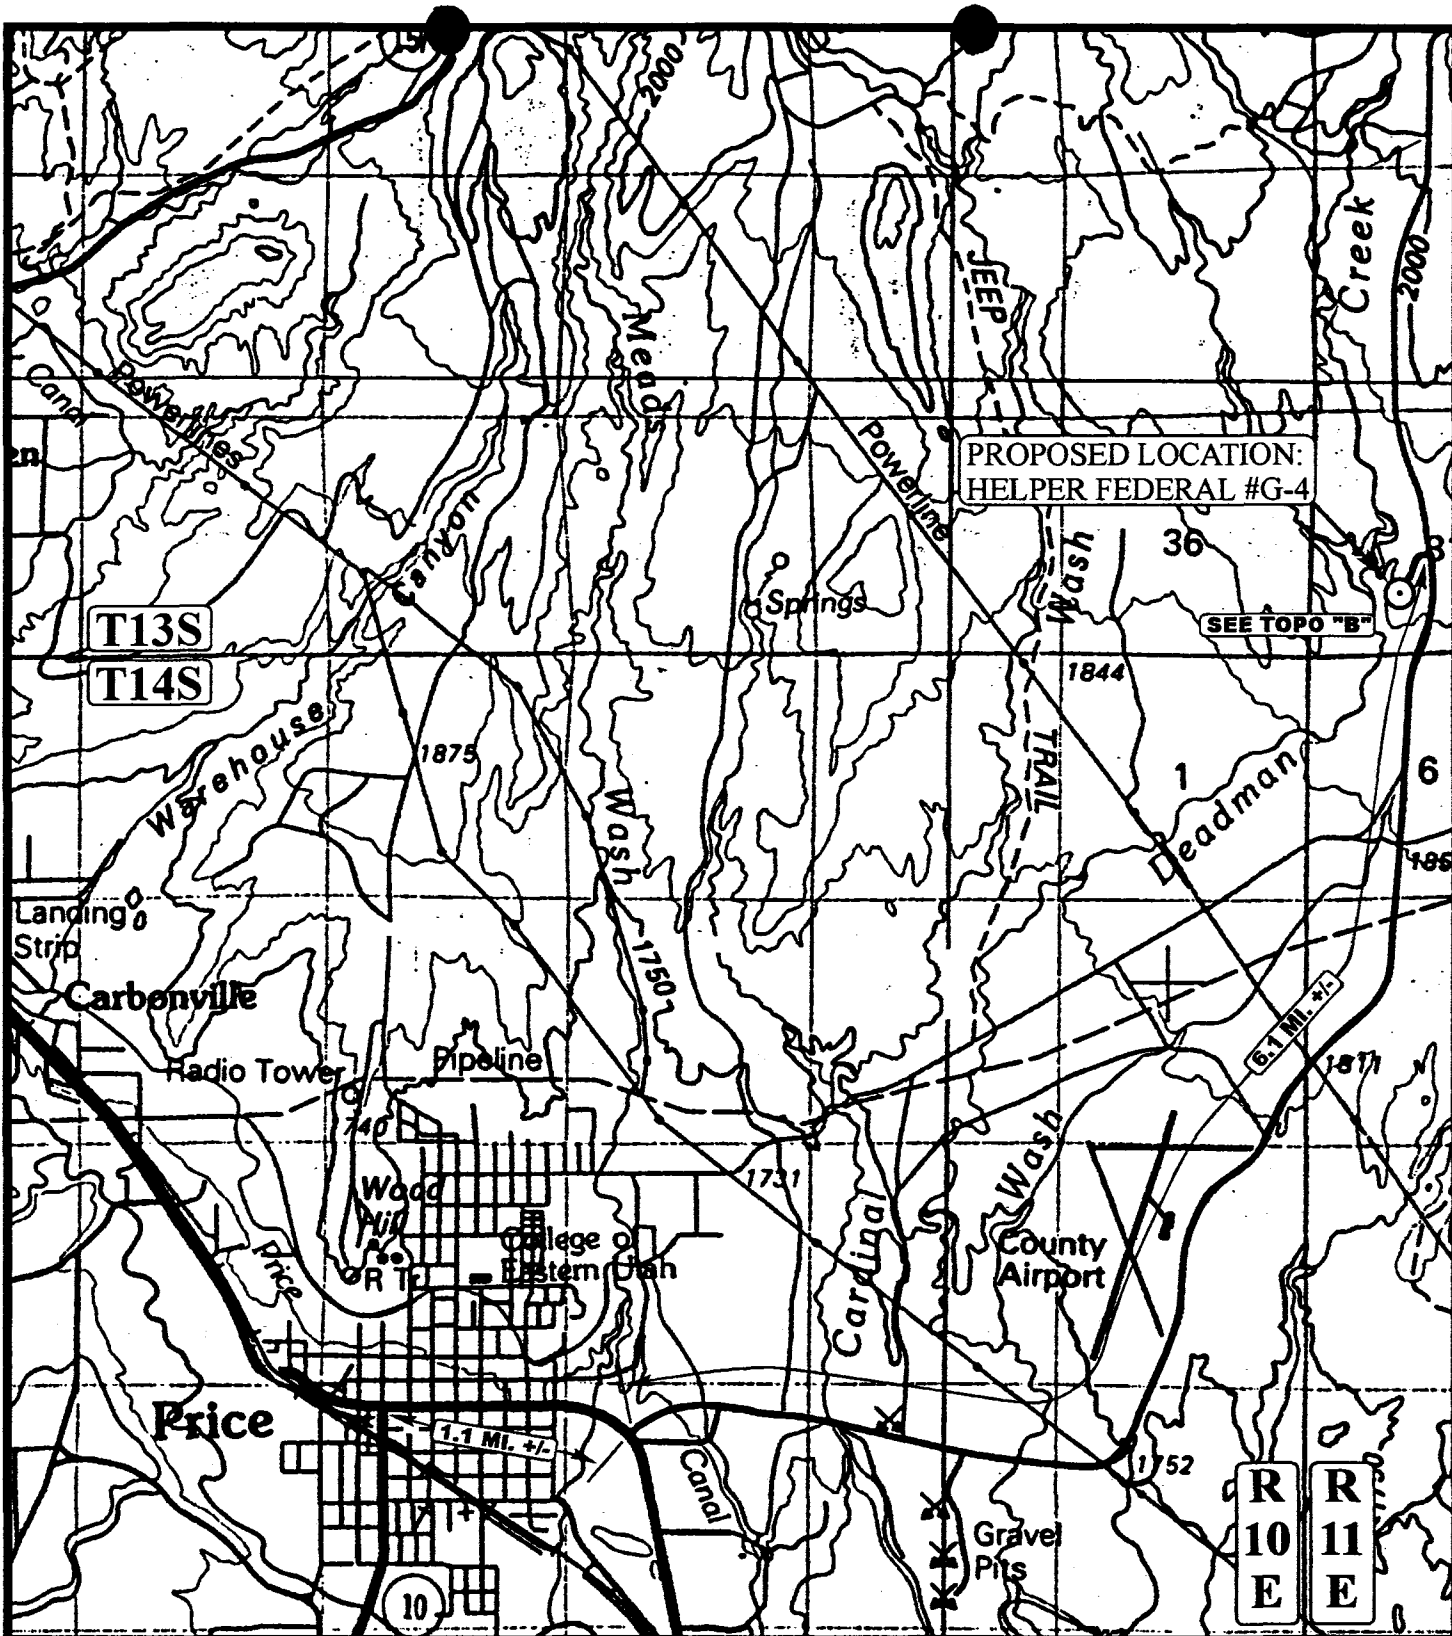 2000
Creek
2000
JEEP
Meads
Canal
Powerlines
Powerline
PROPOSED LOCATION:
HELPER FEDERAL #G-4
Canyon
Wash
36
Springs
SEE TOPO "B"
T13S
T14S
1844
Warehouse
1875
TRAIL
1
6
Deadman
Wash
Landing
Strip
1750
Carbonville
6.1 MI. +/-
Radio Tower
Pipeline
1811
740
Wash
1731
Wood
Hill
College of
Eastern Utah
County
Airport
Cardinal
Price
R T
Price
1.1 MI. +/-
Canal
1752
R
10
E
R
11
E
Gravel
Pits
10